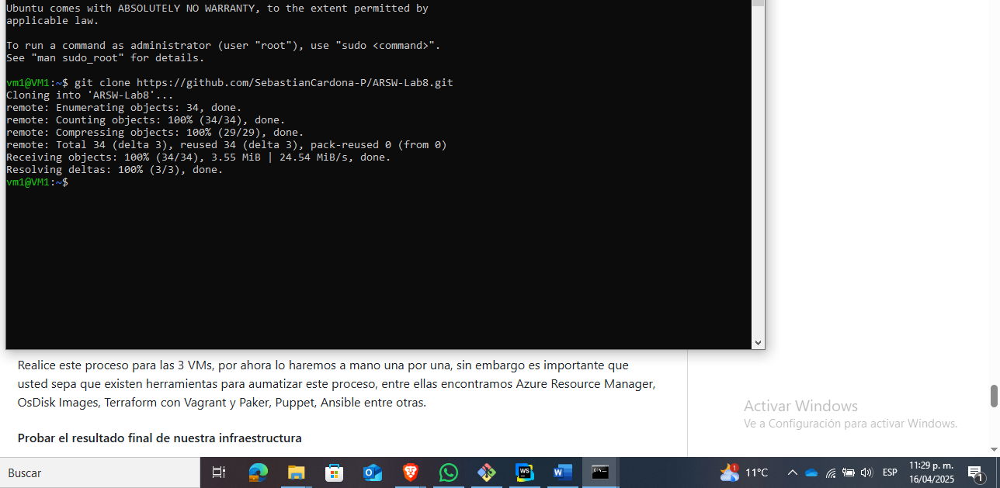 Ubuntu comes with ABSOLUTELY NO WARRANTY, to the extent permitted by
applicable law.
To run a command as administrator (user "root"), use "sudo <command>".
See "man sudo_root" for details.
vm1@VM1:~$ git clone https://github.com/SebastianCardona-P/ARSW-Lab8.git
Cloning into 'ARSW-Lab8'...
remote: Enumerating objects: 34, done.
remote: Counting objects: 100% (34/34), done.
remote: Compressing objects: 100% (29/29), done.
remote: Total 34 (delta 3), reused 34 (delta 3), pack-reused 0 (from 0)
Receiving objects: 100% (34/34), 3.55 MiB | 24.54 MiB/s, done.
Resolving deltas: 100% (3/3), done.
vm1@VM1:~$
Realice este proceso para las 3 VMs, por ahora lo haremos a mano una por una, sin embargo es importante que
usted sepa que existen herramientas para aumatizar este proceso, entre ellas encontramos Azure Resource Manager,
OsDisk Images, Terraform con Vagrant y Paker, Puppet, Ansible entre otras.
Probar el resultado final de nuestra infraestructura
Activar Windows
Ve a Configuración para activar Windows.
Buscar
WS
W
1
11°C
ESP
11:29 p. m.
16/04/2025
1